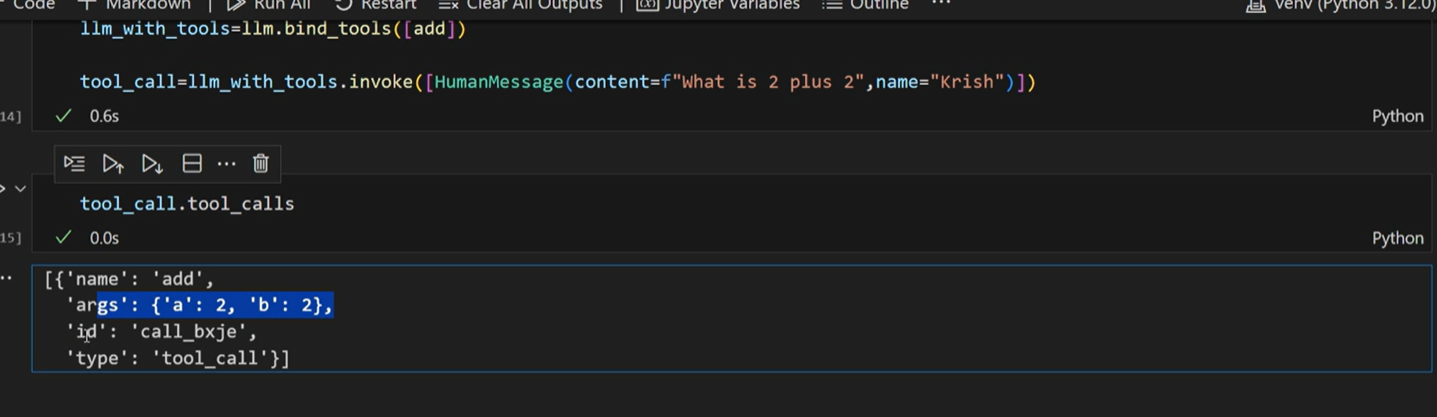 Code + Markdown | Run All Restart Clear All Outputs | Jupyter Variables Outline ...
venv (Python 3.12.0)
llm_with_tools=llm.bind_tools([add])
tool_call=llm_with_tools.invoke([HumanMessage(content=f"What is 2 plus 2",name="Krish")])
14] ✓ 0.6s Python
tool_call.tool_calls
15] ✓ 0.0s Python
[{'name': 'add',
'args': {'a': 2, 'b': 2},
'id': 'call_bxje',
'type': 'tool_call'}]